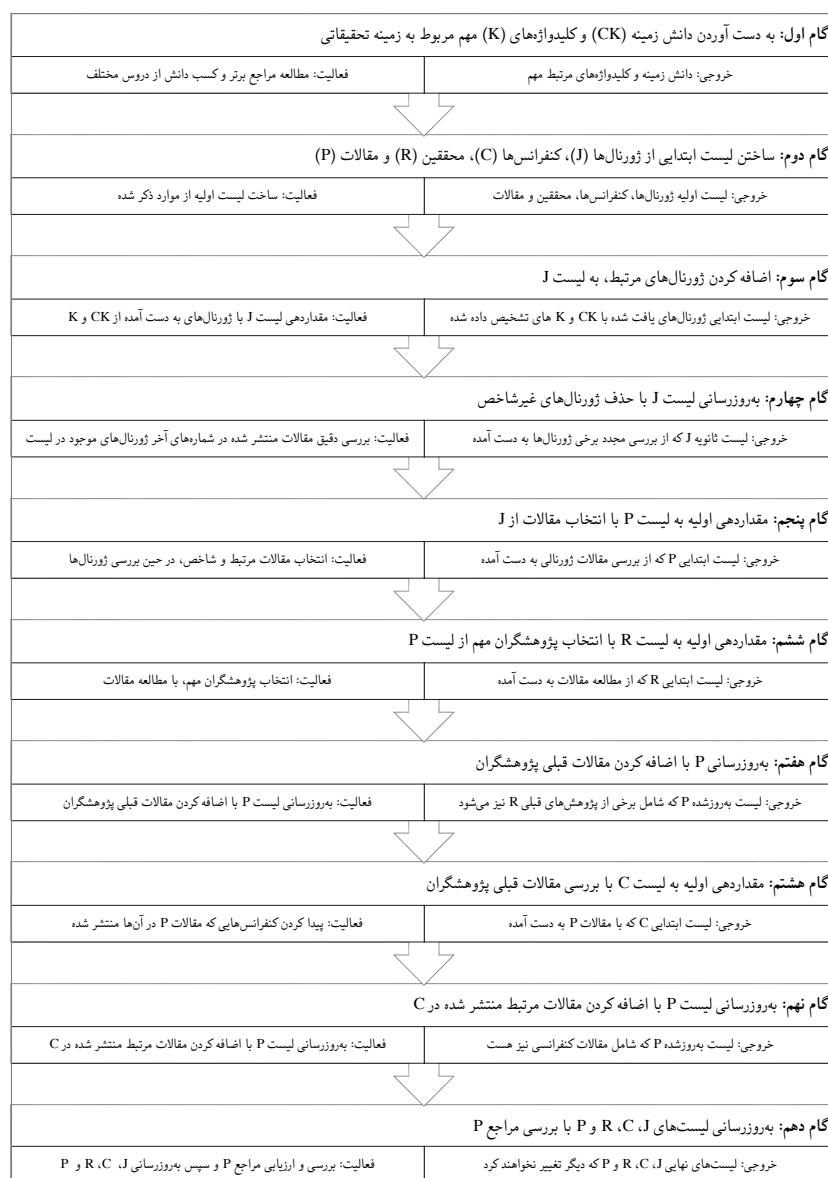 گام اول: به دست آوردن دانش زمینه (CK) و کلیدواژه‌های (K) مهم مربوط به زمینه تحقیقاتی
خروجی: دانش زمینه و کلیدواژه‌های مرتبط مهم
فعالیت: مطالعه مراجع برتر و کسب دانش از دروس مختلف
گام دوم: ساختن لیست ابتدایی از ژورنال‌ها (J)، کنفرانس‌ها (C)، محققین (R) و مقالات (P)
خروجی: لیست اولیه ژورنال‌ها، کنفرانس‌ها، محققین و مقالات
فعالیت: ساخت لیست اولیه از موارد ذکر شده
گام سوم: اضافه کردن ژورنال‌های مرتبط، به لیست J
خروجی: لیست ابتدایی ژورنال‌های یافت شده با CK و K های تشخیص داده شده
فعالیت: مقداردهی لیست J با ژورنال‌های به دست آمده از CK و K
گام چهارم: به‌روزرسانی لیست J با حذف ژورنال‌های غیرشاخص
خروجی: لیست ثانویه J که از بررسی مجدد برخی ژورنال‌ها به دست آمده
فعالیت: بررسی دقیق مقالات منتشر شده در شماره‌های آخر ژورنال‌های موجود در لیست
گام پنجم: مقداردهی اولیه به لیست P با انتخاب مقالات از J
خروجی: لیست ابتدایی P که از بررسی مقالات ژورنالی به دست آمده
فعالیت: انتخاب مقالات مرتبط و شاخص، در حین بررسی ژورنال‌ها
گام ششم: مقداردهی اولیه به لیست R با انتخاب پژوهشگران مهم از لیست P
خروجی: لیست ابتدایی R که از مطالعه مقالات به دست آمده
فعالیت: انتخاب پژوهشگران مهم، با مطالعه مقالات
گام هفتم: به‌روزرسانی P با اضافه کردن مقالات قبلی پژوهشگران
خروجی: لیست به‌روزشده P که شامل برخی از پژوهش‌های قبلی R نیز می‌شود
فعالیت: به‌روزرسانی لیست P با اضافه کردن مقالات قبلی پژوهشگران
گام هشتم: مقداردهی اولیه به لیست C با بررسی مقالات قبلی پژوهشگران
خروجی: لیست ابتدایی C که با مقالات P به دست آمده
فعالیت: پیدا کردن کنفرانس‌هایی که مقالات P در آن‌ها منتشر شده
گام نهم: به‌روزرسانی لیست P با اضافه کردن مقالات مرتبط منتشر شده در C
خروجی: لیست به‌روزشده P که شامل مقالات کنفرانسی نیز هست
فعالیت: به‌روزرسانی لیست P با اضافه کردن مقالات مرتبط منتشر شده در C
گام دهم: به‌روزرسانی لیست‌های J، C، R و P با بررسی مراجع P
خروجی: لیست‌های نهایی J، C، R و P که دیگر تغییر نخواهند کرد
فعالیت: بررسی و ارزیابی مراجع P و سپس به‌روزرسانی J، C، R و P